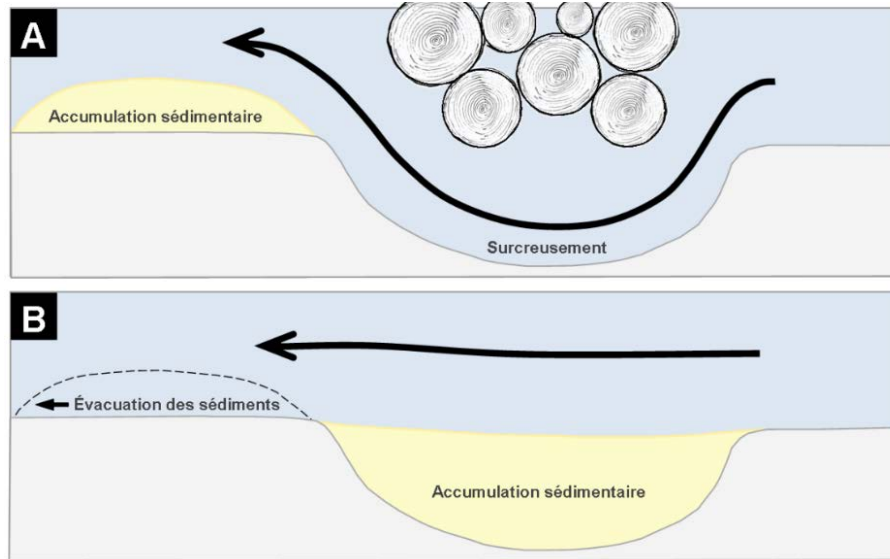 A
Accumulation sédimentaire
Surcreusement
B
Évacuation des sédiments
Accumulation sédimentaire